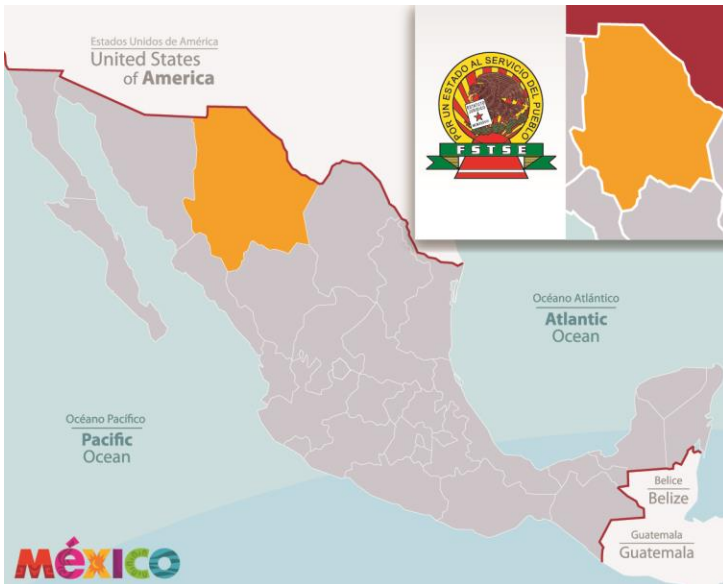 Estados Unidos de América
United States
of America
POR UN ESTADO AL SERVICIO DEL PUEBLO
FSTSE
Océano Atlántico
Atlantic
Ocean
Océano Pacífico
Pacific
Ocean
Belice
Belize
Guatemala
Guatemala
México